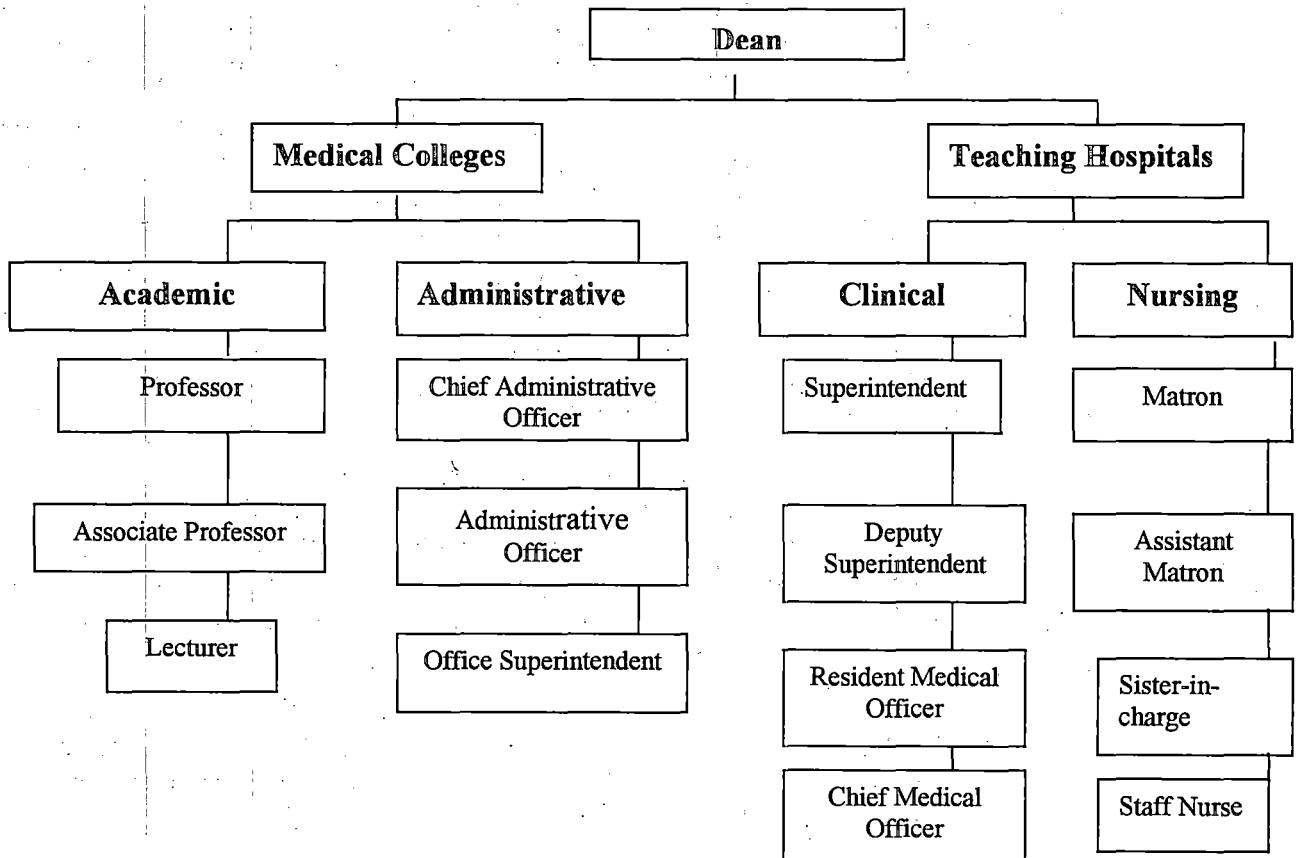 Dean
Medical Colleges
Teaching Hospitals
Academic
Administrative
Clinical
Nursing
Professor
Chief Administrative
Officer
Superintendent
Matron
Associate Professor
Administrative
Officer
Deputy
Superintendent
Assistant
Matron
Lecturer
Office Superintendent
Resident Medical
Officer
Sister-in-
charge
Chief Medical
Officer
Staff Nurse